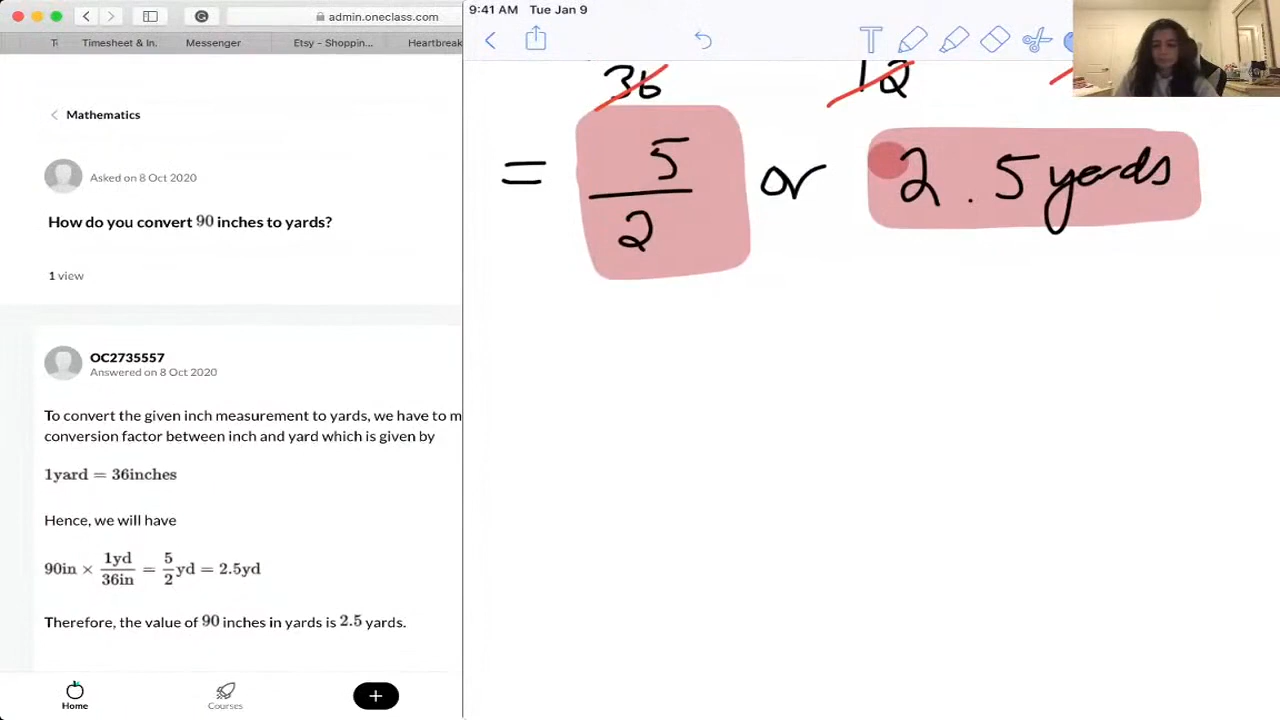 admin.oneclass.com
Timesheet & In.
Messenger
Etsy - Shoppin...
Heartbreak
Mathematics
Asked on 8 Oct 2020
How do you convert 90 inches to yards?
1 view
OC2735557
Answered on 8 Oct 2020
To convert the given inch measurement to yards, we have to m
conversion factor between inch and yard which is given by
1yard = 36inches
Hence, we will have
90in × 1yd/36in = 5/2 yd = 2.5yd
Therefore, the value of 90 inches in yards is 2.5 yards.
Home
Courses
9:41 AM Tue Jan 9
36 12
= 5/2 or 2.5 yards